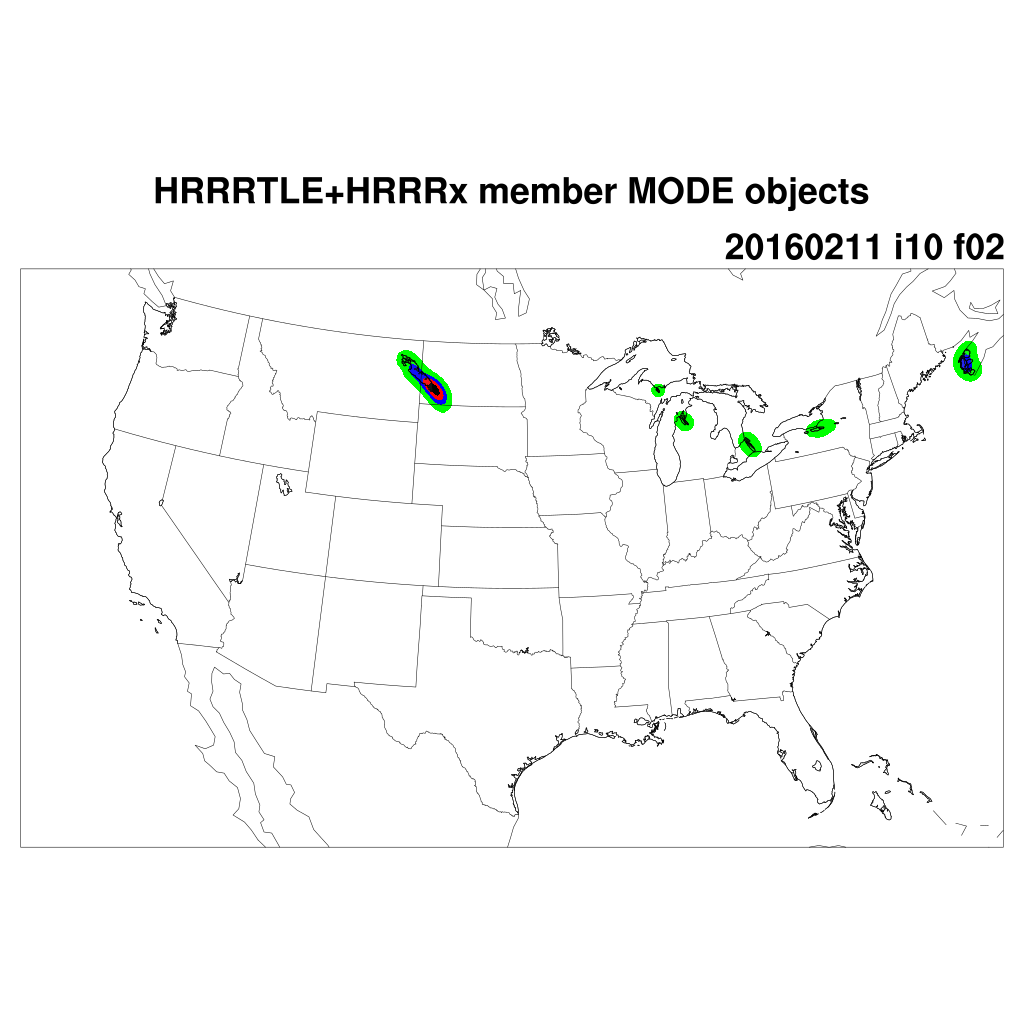 HRRRTLE+HRRRx member MODE objects
20160211 i10 f02